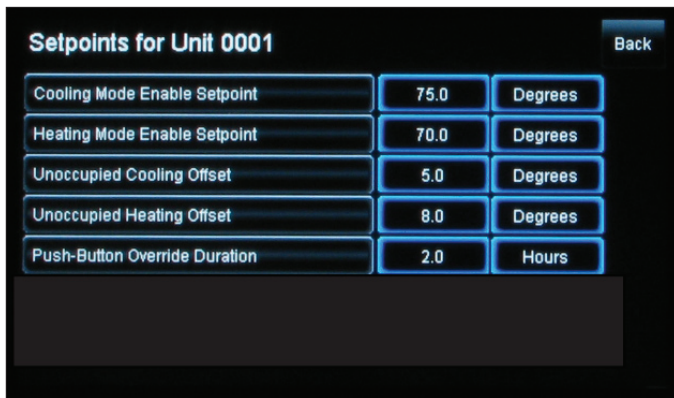 Setpoints for Unit 0001
Back
Cooling Mode Enable Setpoint 75.0 Degrees
Heating Mode Enable Setpoint 70.0 Degrees
Unoccupied Cooling Offset 5.0 Degrees
Unoccupied Heating Offset 8.0 Degrees
Push-Button Override Duration 2.0 Hours